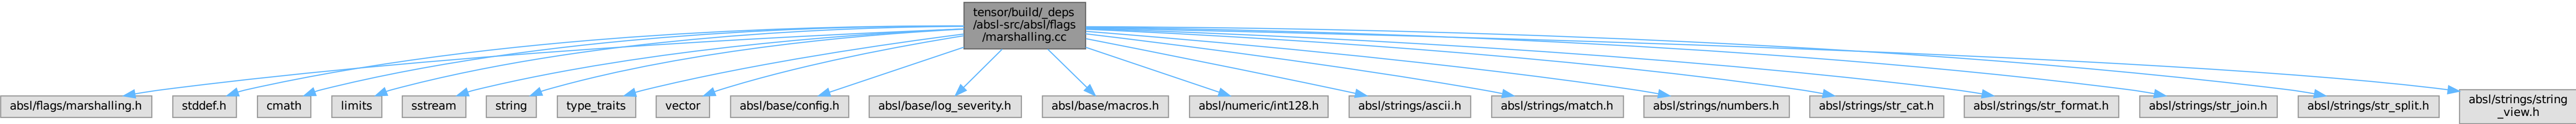 tensor/build/_deps
/absl-src/absl/flags
/marshalling.cc
absl/flags/marshalling.h
stddef.h
cmath
limits
sstream
string
type_traits
vector
absl/base/config.h
absl/base/log_severity.h
absl/base/macros.h
absl/numeric/int128.h
absl/strings/ascii.h
absl/strings/match.h
absl/strings/numbers.h
absl/strings/str_cat.h
absl/strings/str_format.h
absl/strings/str_join.h
absl/strings/str_split.h
absl/strings/string
_view.h